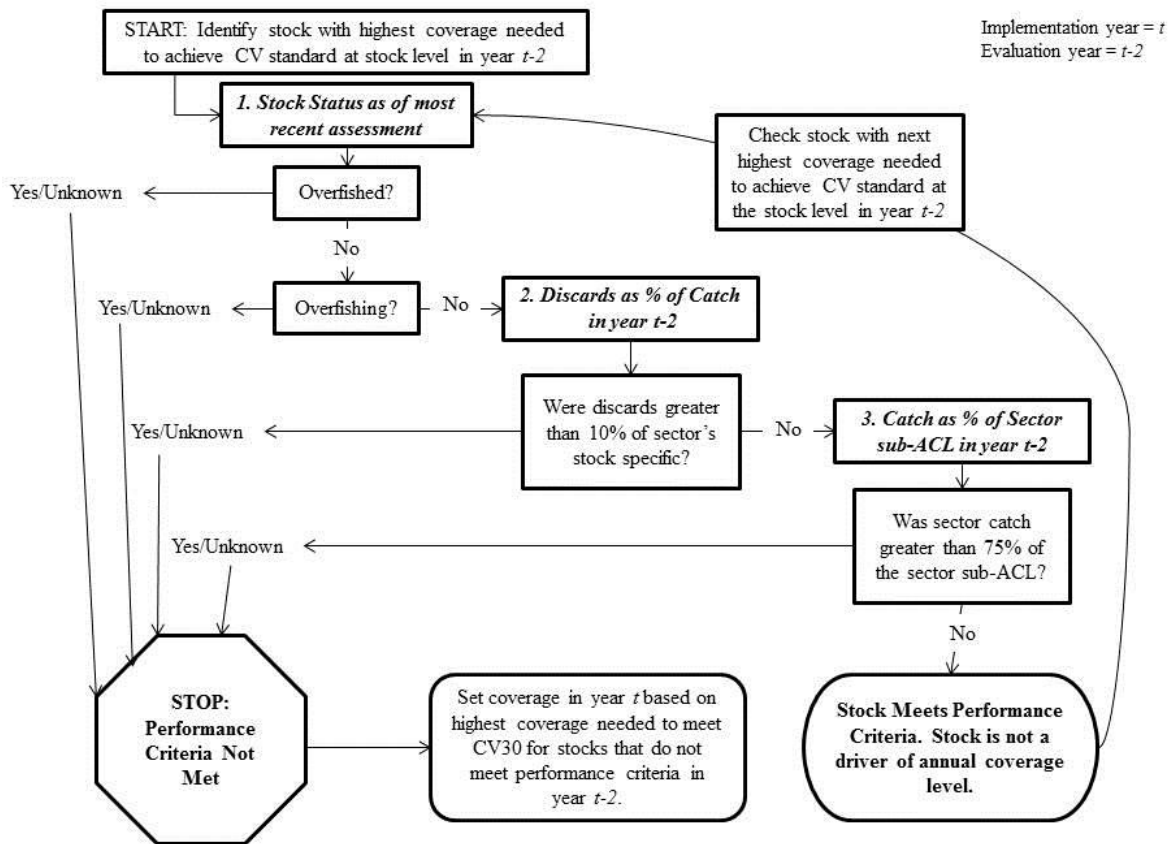 START: Identify stock with highest coverage needed
to achieve CV standard at stock level in year t-2
Implementation year = t
Evaluation year = t-2
1. Stock Status as of most
recent assessment
Check stock with next
highest coverage needed
to achieve CV standard at
the stock level in year t-2
Yes/Unknown
Overfished?
No
Yes/Unknown
Overfishing?
No
2. Discards as % of Catch
in year t-2
Yes/Unknown
Were discards greater
than 10% of sector's
stock specific?
No
3. Catch as % of Sector
sub-ACL in year t-2
Yes/Unknown
Was sector catch
greater than 75% of
the sector sub-ACL?
No
STOP:
Performance
Criteria Not
Met
Set coverage in year t based on
highest coverage needed to meet
CV30 for stocks that do not
meet performance criteria in
year t-2.
Stock Meets Performance
Criteria. Stock is not a
driver of annual coverage
level.